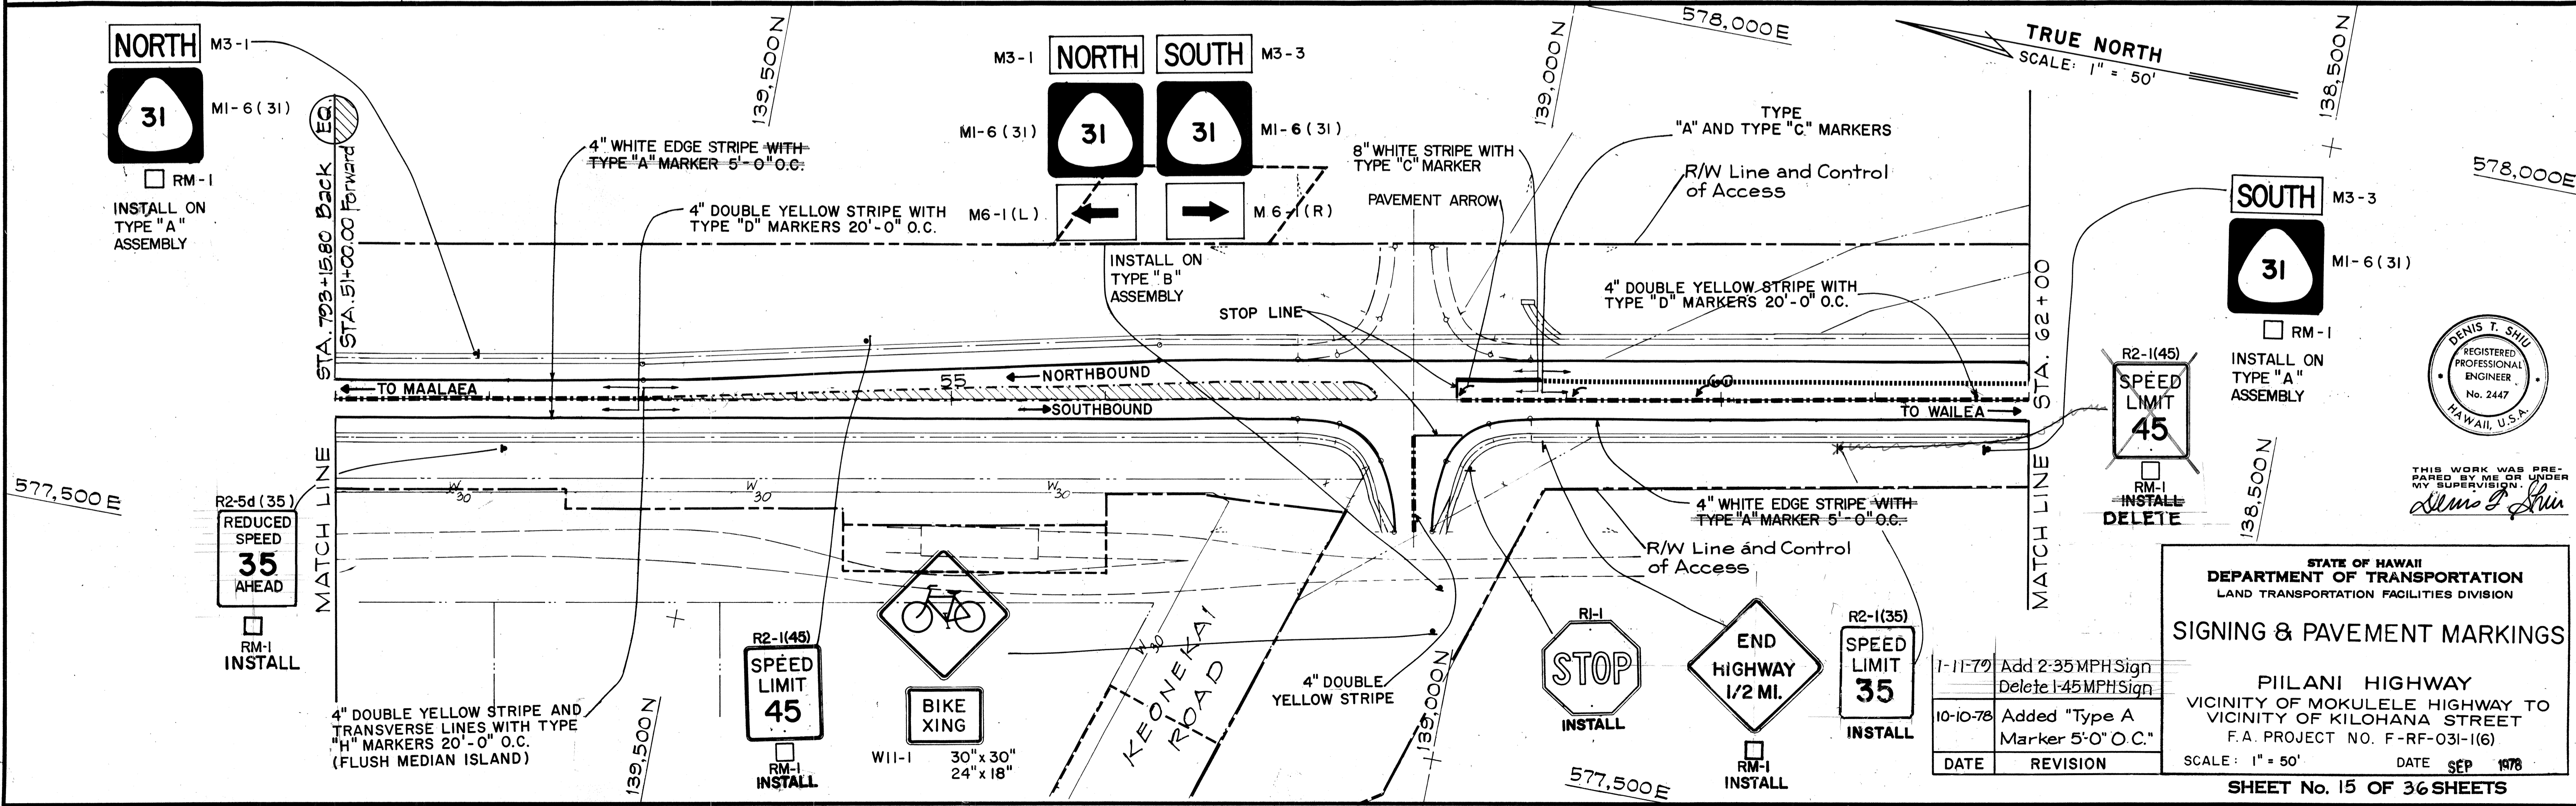 NORTH M3-1
31
M1-6(31)
RM-1
INSTALL ON
TYPE "A"
ASSEMBLY
STA. 793+15.80 Back EQ.
STA. 51+00.00 Forward
MATCH LINE
139,500N
4" WHITE EDGE STRIPE WITH
TYPE "A" MARKER 5'-0" O.C.
4" DOUBLE YELLOW STRIPE WITH
TYPE "D" MARKERS 20'-0" O.C.
M3-1 NORTH SOUTH M3-3
M1-6(31) 31 31 M1-6(31)
M6-1(L) M6-1(R)
INSTALL ON
TYPE "B"
ASSEMBLY
STOP LINE
8" WHITE STRIPE WITH
TYPE "C" MARKER
PAVEMENT ARROW
139,000N
578,000E
TYPE
"A" AND TYPE "C" MARKERS
R/W Line and Control
of Access
4" DOUBLE YELLOW STRIPE WITH
TYPE "D" MARKERS 20'-0" O.C.
TRUE NORTH
SCALE: 1" = 50'
138,500N
578,000E
SOUTH M3-3
31
M1-6(31)
RM-1
INSTALL ON
TYPE "A"
ASSEMBLY
STA. 62+00
MATCH LINE
R2-1(45)
SPEED
LIMIT
45
RM-1
INSTALL
DELETE
DENIS T. SHIU
REGISTERED
PROFESSIONAL
ENGINEER
No. 2447
HAWAII, U.S.A.
THIS WORK WAS PRE-
PARED BY ME OR UNDER
MY SUPERVISION.
Denis T. Shiu
138,500N
TO MAALAEA
55
NORTHBOUND
SOUTHBOUND
60
TO WAILEA
577,500E
W 30
W 30
W 30
R2-5d (35)
REDUCED
SPEED
35
AHEAD
RM-1
INSTALL
4" DOUBLE YELLOW STRIPE AND
TRANSVERSE LINES WITH TYPE
"H" MARKERS 20'-0" O.C.
(FLUSH MEDIAN ISLAND)
139,500N
R2-1(45)
SPEED
LIMIT
45
RM-1
INSTALL
BIKE
XING
W11-1 30" x 30"
24" x 18"
W 30
KEONEKAI
ROAD
4" DOUBLE
YELLOW STRIPE
139,000N
R1-1
STOP
INSTALL
577,500E
4" WHITE EDGE STRIPE WITH
TYPE "A" MARKER 5'-0" O.C.
R/W Line and Control
of Access
END
HIGHWAY
1/2 MI.
RM-1
INSTALL
R2-1(35)
SPEED
LIMIT
35
INSTALL
1-11-79 Add 2-35 MPH Sign
Delete 1-45 MPH Sign
10-10-78 Added "Type A
Marker 5'-0" O.C."
DATE REVISION
STATE OF HAWAII
DEPARTMENT OF TRANSPORTATION
LAND TRANSPORTATION FACILITIES DIVISION
SIGNING & PAVEMENT MARKINGS
PIILANI HIGHWAY
VICINITY OF MOKULELE HIGHWAY TO
VICINITY OF KILOHANA STREET
F.A. PROJECT NO. F-RF-031-1(6)
SCALE: 1" = 50' DATE SEP 1978
SHEET No. 15 OF 36 SHEETS